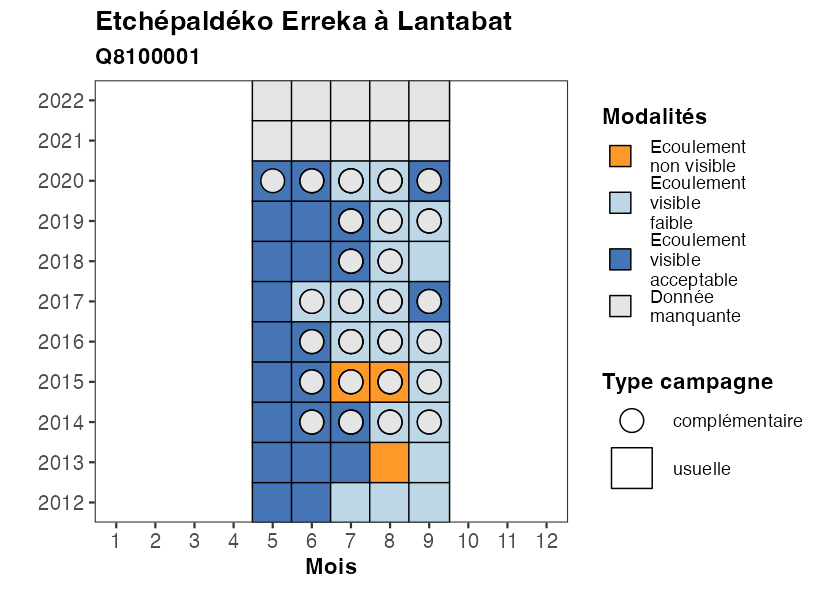 Etchépaldéko Erreka à Lantabat
Q8100001
2022
2021
2020
2019
2018
2017
2016
2015
2014
2013
2012
1 2 3 4 5 6 7 8 9 10 11 12
Mois
Modalités
Ecoulement
non visible
Ecoulement
visible
faible
Ecoulement
visible
acceptable
Donnée
manquante
Type campagne
complémentaire
usuelle